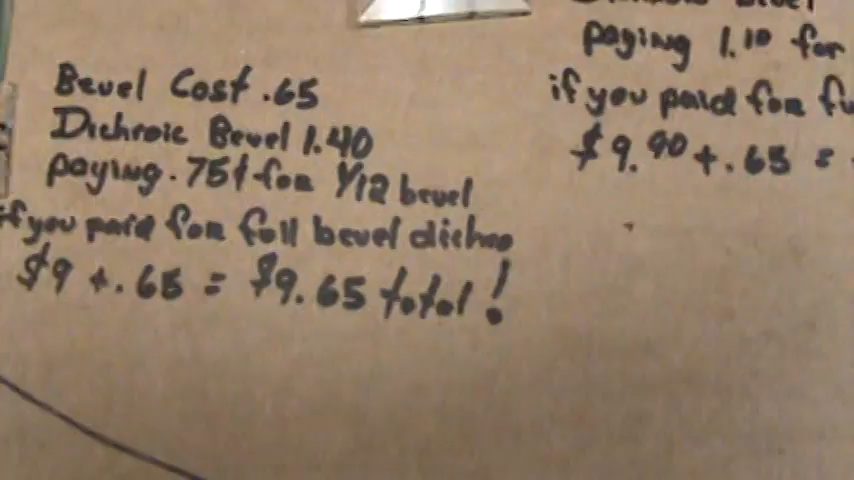 Bevel Cost .65
Dichroic Bevel 1.40
paying .75¢ for 1/12 bevel
if you paid for full bevel dichro
$9 + .65 = $9.65 total!
paying 1.10 for
if you paid for
$9.90 + .65 =